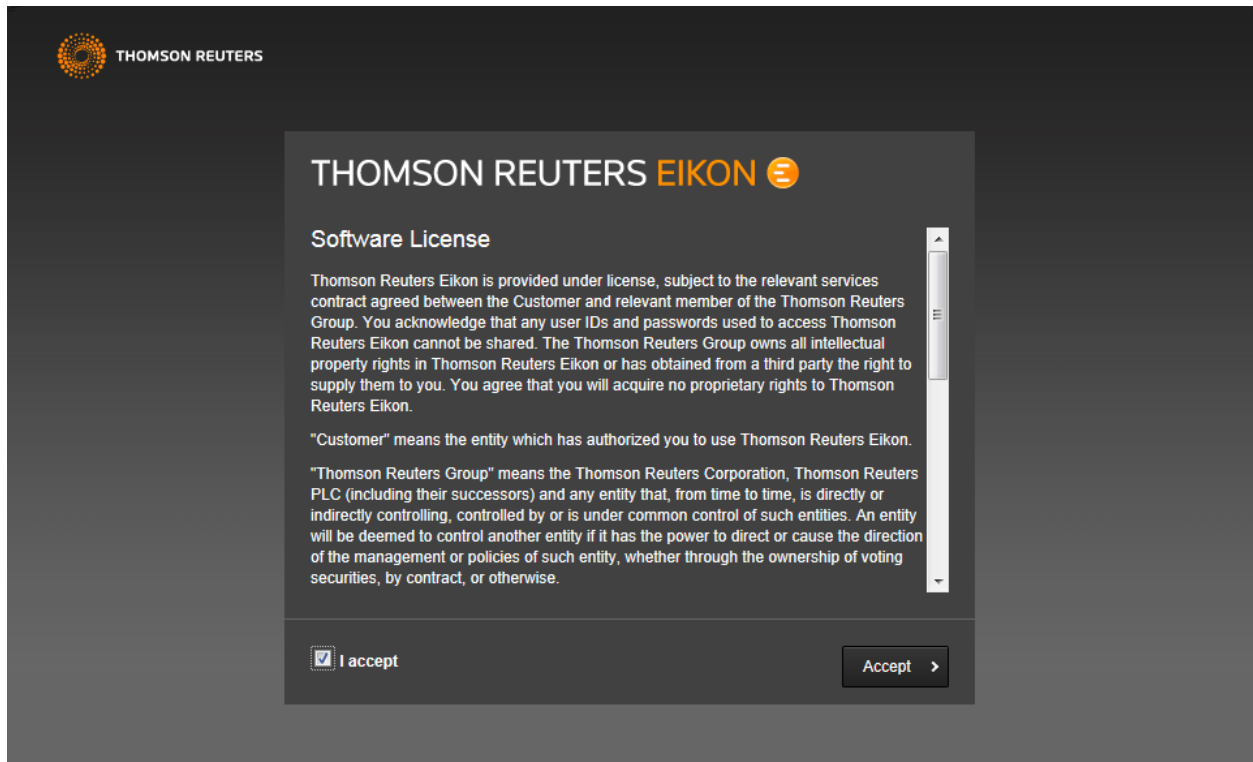 THOMSON REUTERS
THOMSON REUTERS EIKON
Software License
Thomson Reuters Eikon is provided under license, subject to the relevant services
contract agreed between the Customer and relevant member of the Thomson Reuters
Group. You acknowledge that any user IDs and passwords used to access Thomson
Reuters Eikon cannot be shared. The Thomson Reuters Group owns all intellectual
property rights in Thomson Reuters Eikon or has obtained from a third party the right to
supply them to you. You agree that you will acquire no proprietary rights to Thomson
Reuters Eikon.
"Customer" means the entity which has authorized you to use Thomson Reuters Eikon.
"Thomson Reuters Group" means the Thomson Reuters Corporation, Thomson Reuters
PLC (including their successors) and any entity that, from time to time, is directly or
indirectly controlling, controlled by or is under common control of such entities. An entity
will be deemed to control another entity if it has the power to direct or cause the direction
of the management or policies of such entity, whether through the ownership of voting
securities, by contract, or otherwise.
I accept
Accept